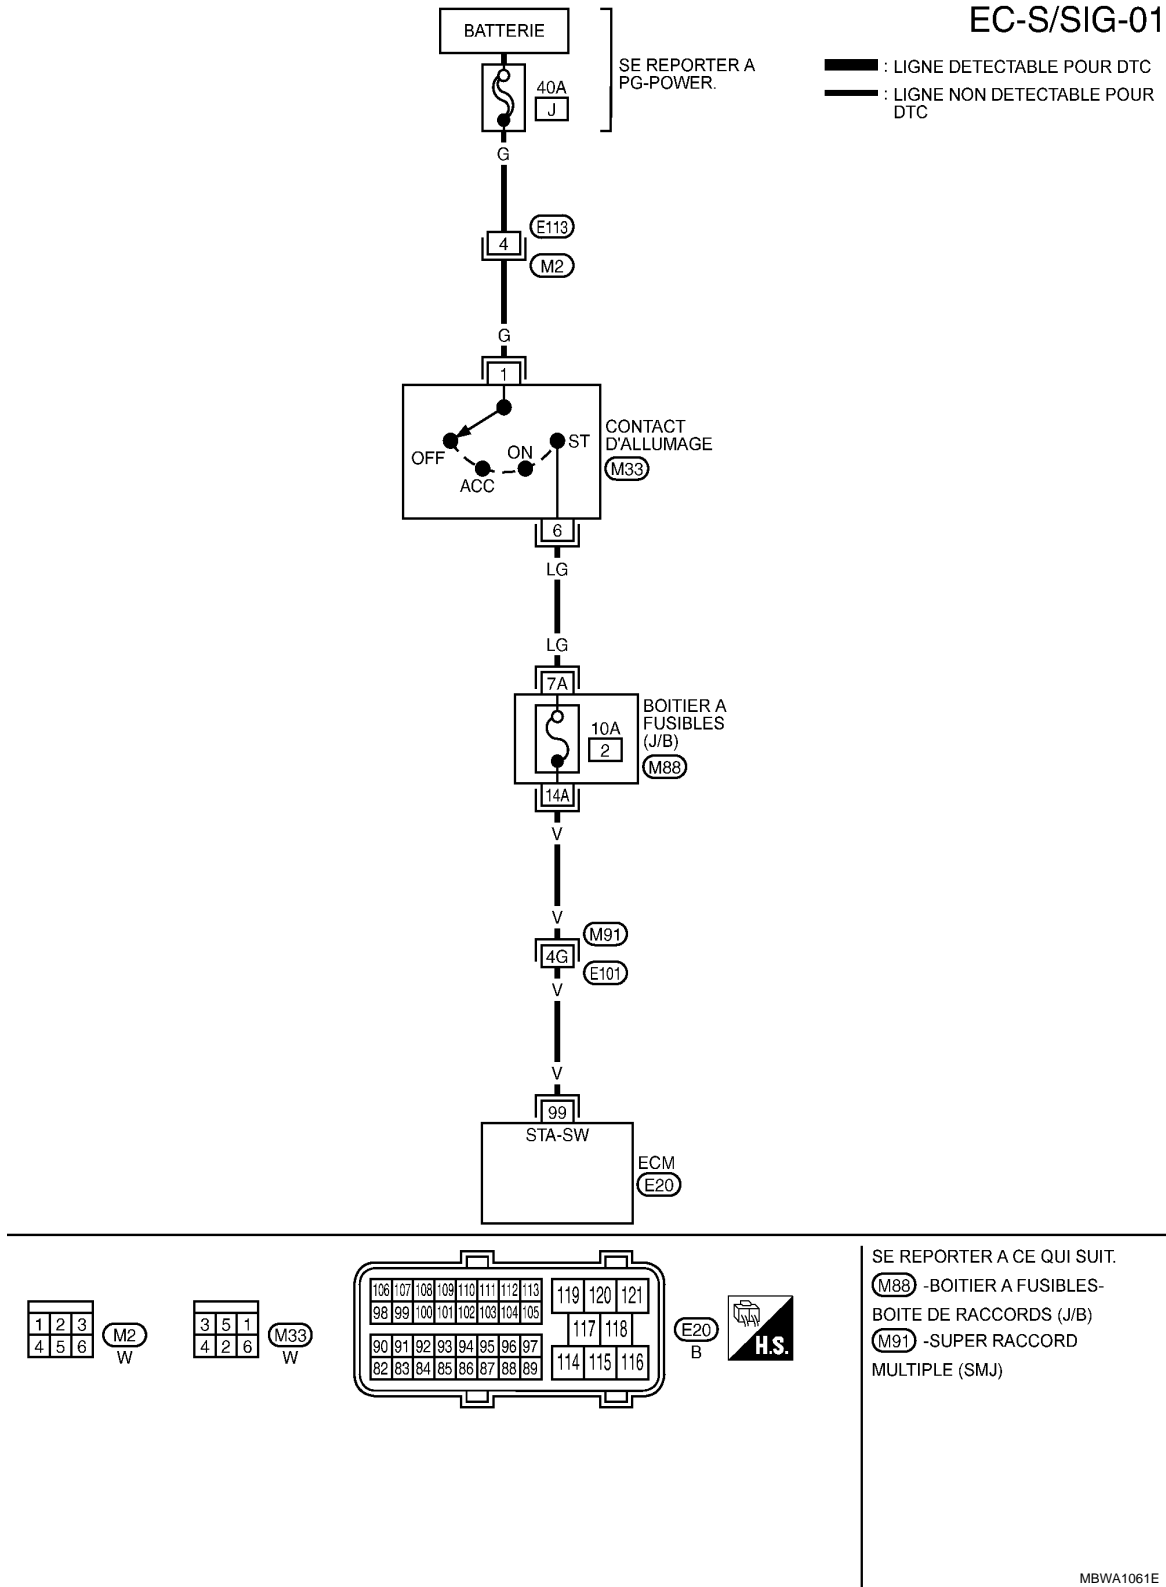 EC-S/SIG-01
BATTERIE
SE REPORTER A
PG-POWER.
: LIGNE DETECTABLE POUR DTC
: LIGNE NON DETECTABLE POUR
DTC
40A
J
G
4
E113
M2
G
1
OFF
ACC
ON
ST
CONTACT
D'ALLUMAGE
M33
6
LG
LG
7A
10A
2
BOITIER A
FUSIBLES
(J/B)
M88
14A
V
V
4G
M91
E101
V
V
99
STA-SW
ECM
E20
1 2 3
4 5 6
M2
W
3 5 1
4 2 6
M33
W
106 107 108 109 110 111 112 113
98 99 100 101 102 103 104 105
90 91 92 93 94 95 96 97
82 83 84 85 86 87 88 89
119 120 121
117 118
114 115 116
E20
B
H.S.
SE REPORTER A CE QUI SUIT.
M88 -BOITIER A FUSIBLES-
BOITE DE RACCORDS (J/B)
M91 -SUPER RACCORD
MULTIPLE (SMJ)
MBWA1061E